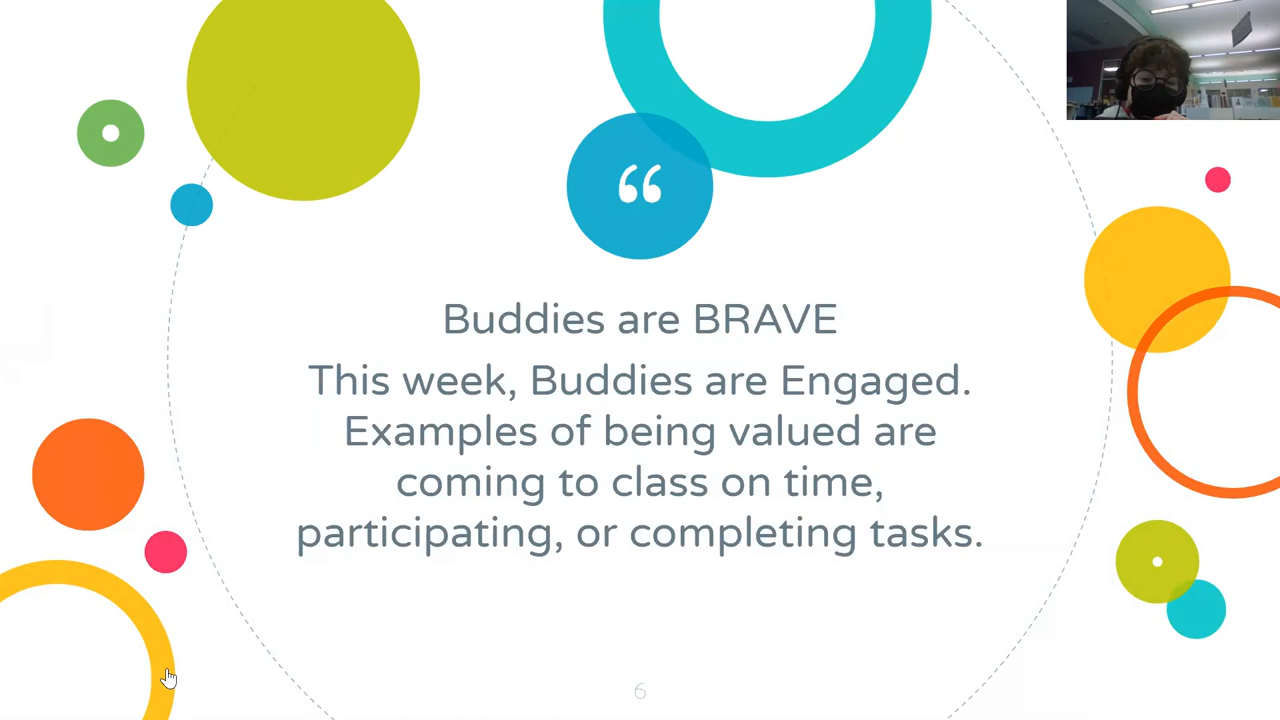 “
Buddies are BRAVE
This week, Buddies are Engaged.
Examples of being valued are
coming to class on time,
participating, or completing tasks.
6